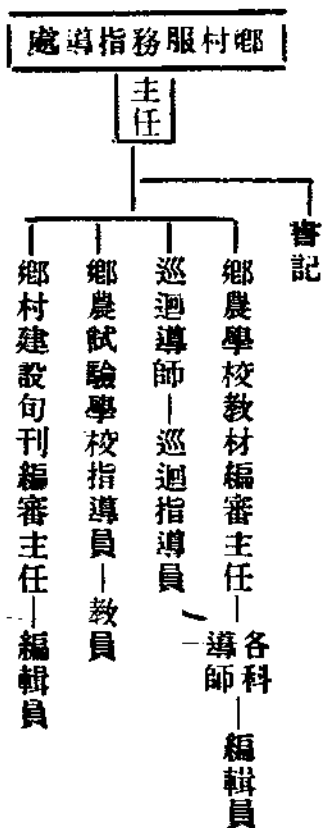 鄉村服務指導處
主任
書記
鄉農學校教材編審主任—各科導師—編輯員
巡迴導師—巡迴指導員
鄉農試驗學校指導員—教員
鄉村建設旬刊編審主任—編輯員